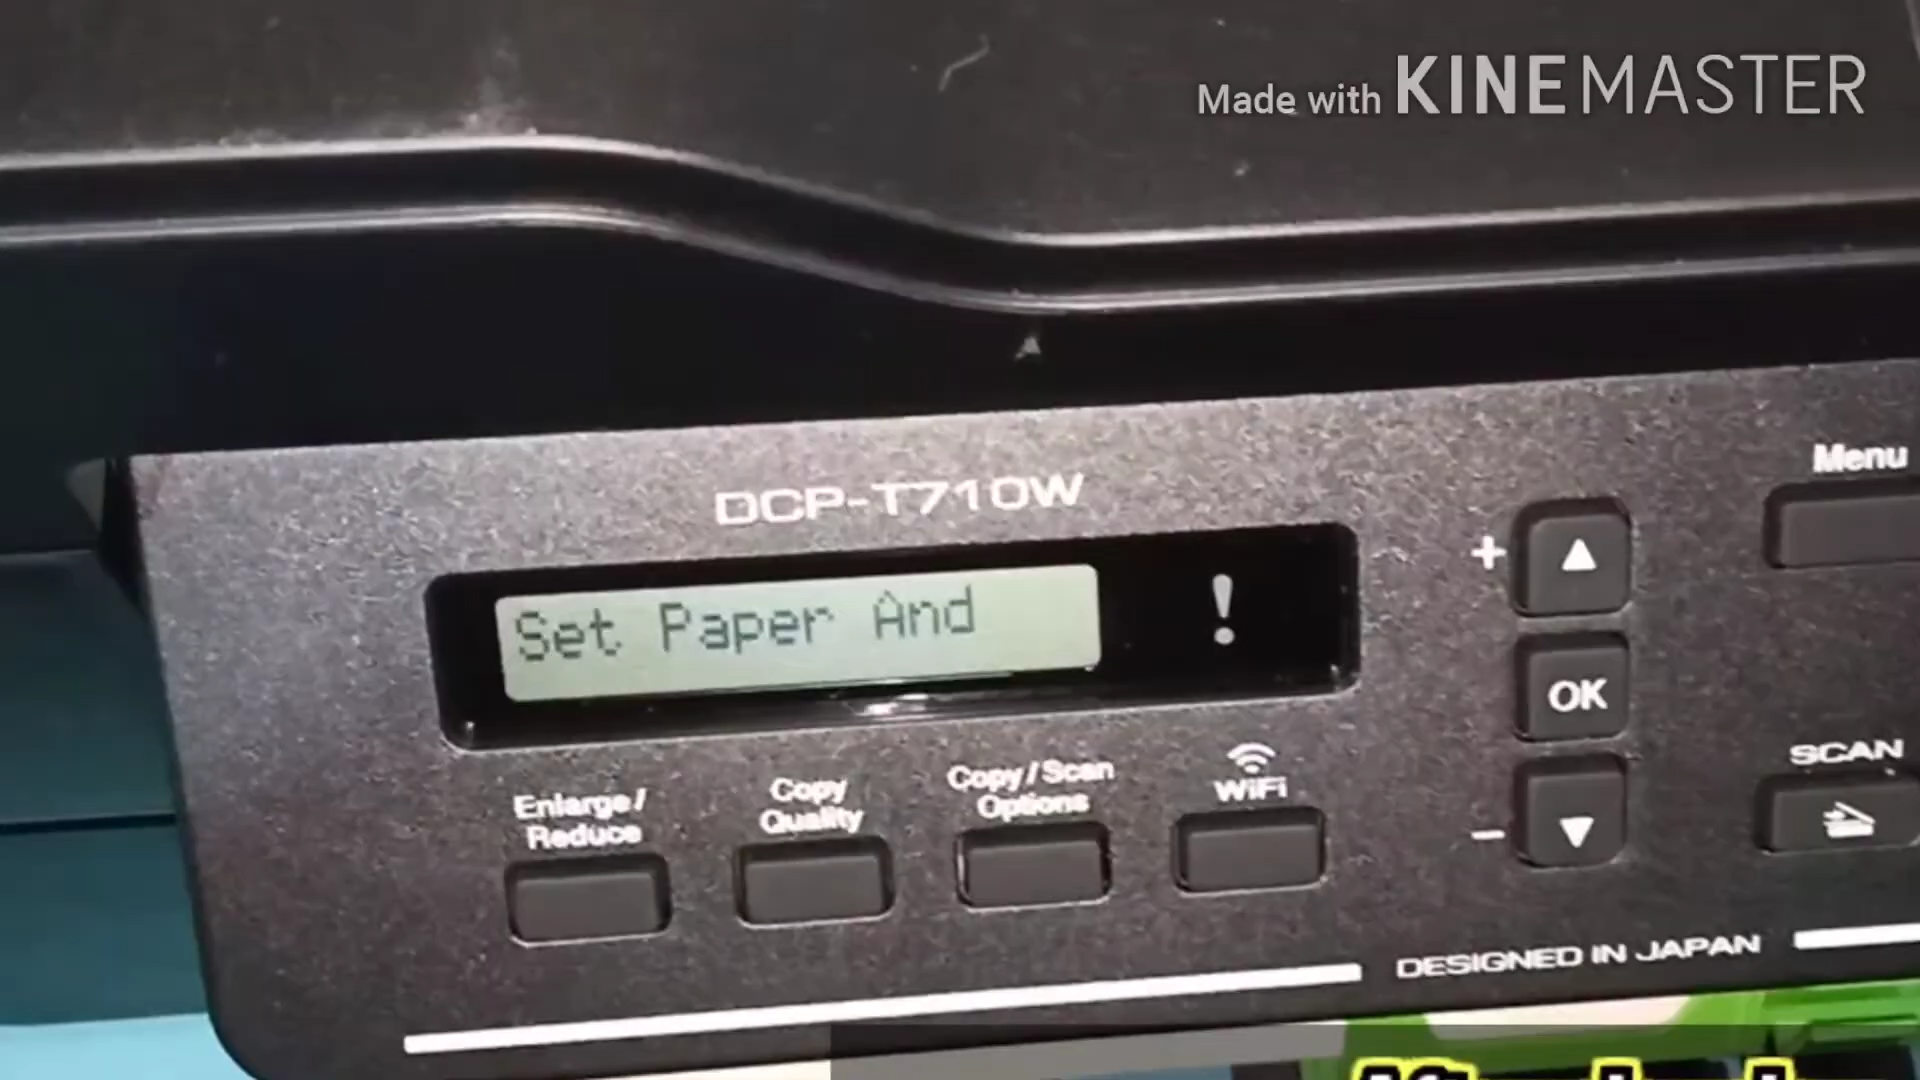 Made with KINEMASTER
DCP-T710W
Set Paper And
!
Menu
+
OK
-
Enlarge/
Reduce
Copy
Quality
Copy/Scan
Options
WiFi
SCAN
DESIGNED IN JAPAN